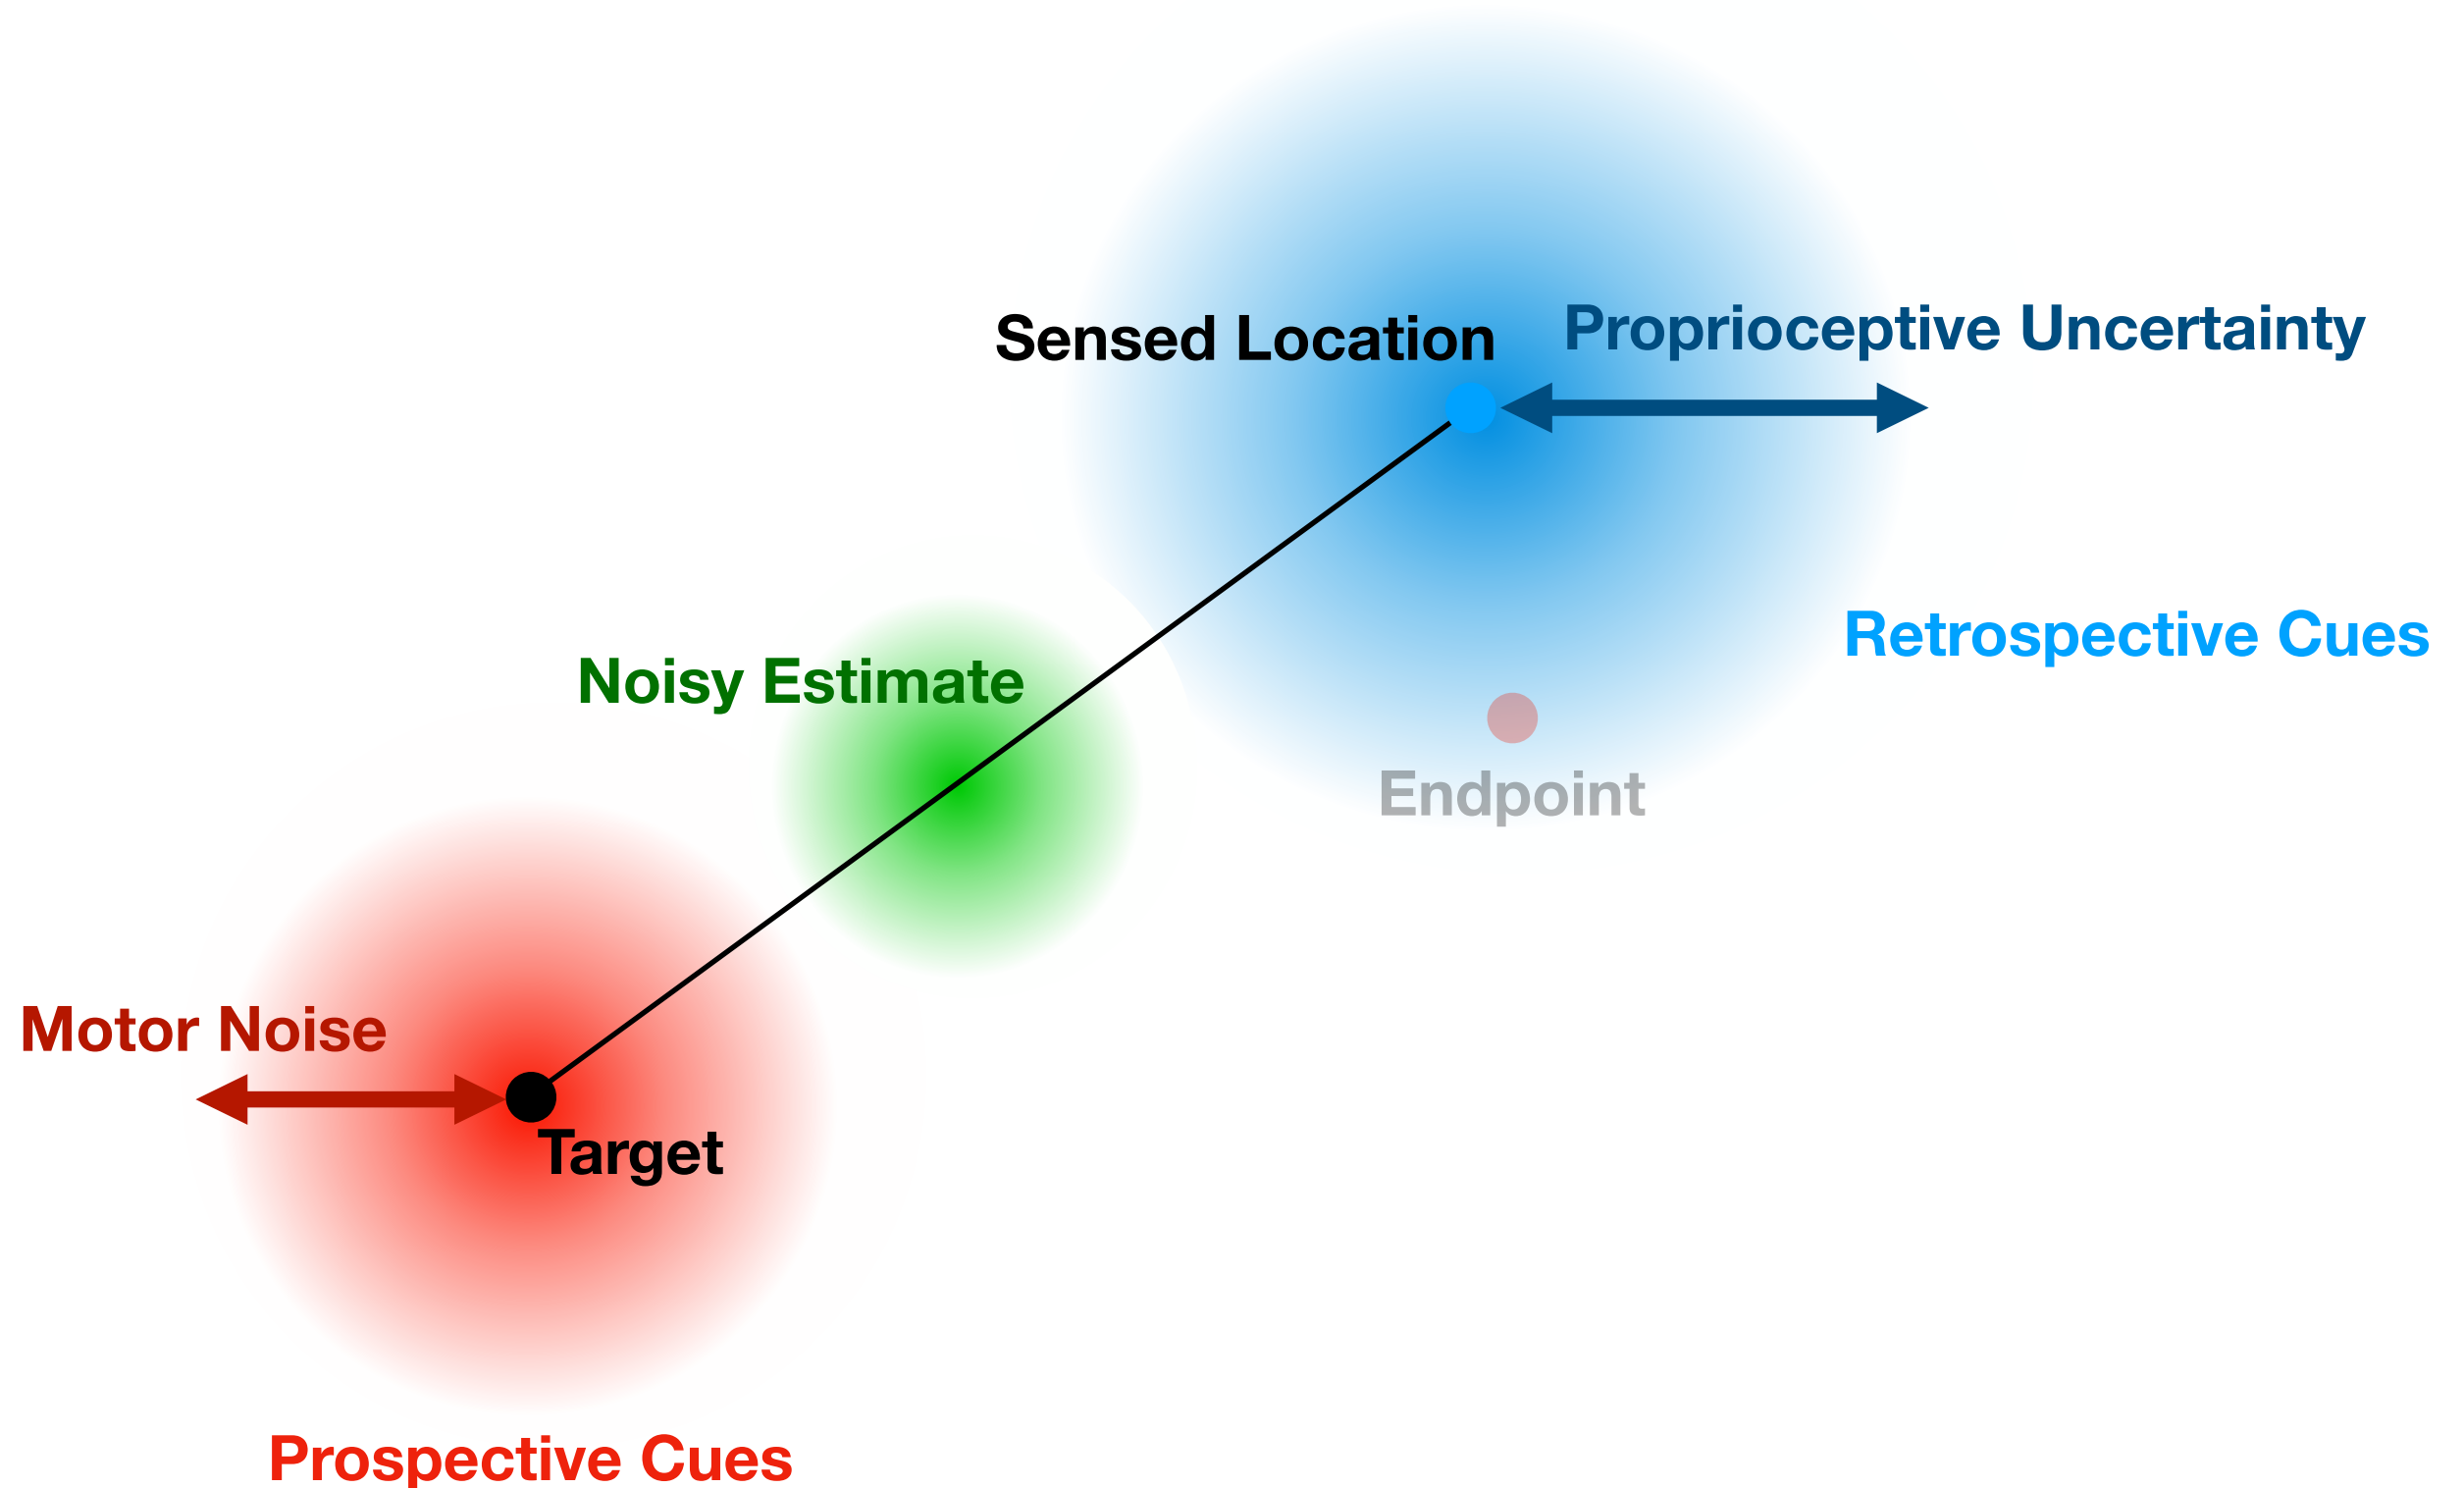 Sensed Location
Proprioceptive Uncertainty
Retrospective Cues
Noisy Estimate
Endpoint
Motor Noise
Target
Prospective Cues